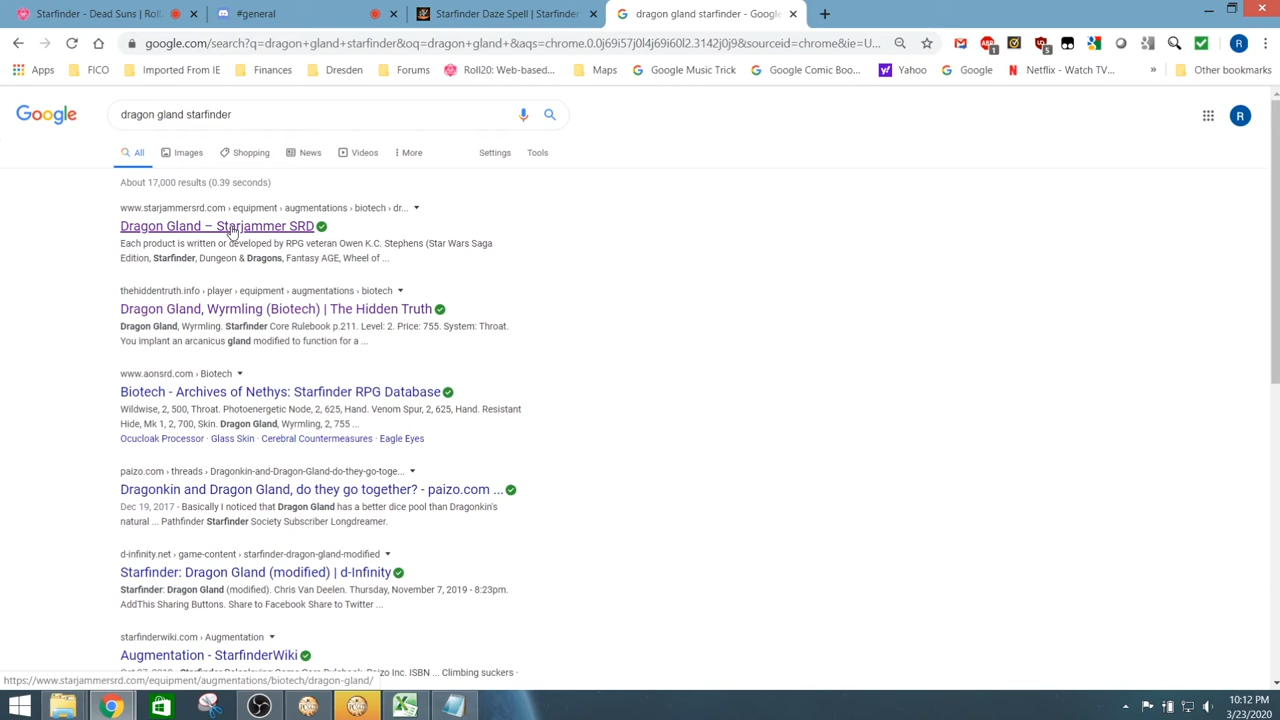 Starfinder - Dead Suns | Roll
#general
Starfinder Daze Spell | Starfinder
dragon gland starfinder - Google
google.com/search?q=dragon+gland+starfinder&oq=dragon+gland+&aqs=chrome.0.0j69i57j0l4j69i60l2.3142j0j9&sourceid=chrome&ie=U...
1
5
R
Apps
FICO
Imported From IE
Finances
Dresden
Forums
Roll20: Web-based...
Maps
Google Music Trick
Google Comic Boo...
Yahoo
Google
Netflix - Watch TV...
»
Other bookmarks
Google
dragon gland starfinder
R
All
Images
Shopping
News
Videos
More
Settings
Tools
About 17,000 results (0.39 seconds)
www.starjammersrd.com › equipment › augmentations › biotech › dr...
Dragon Gland – Starjammer SRD
Each product is written or developed by RPG veteran Owen K.C. Stephens (Star Wars Saga
Edition, Starfinder, Dungeon & Dragons, Fantasy AGE, Wheel of ...
thehiddentruth.info › player › equipment › augmentations › biotech
Dragon Gland, Wyrmling (Biotech) | The Hidden Truth
Dragon Gland, Wyrmling. Starfinder Core Rulebook p.211. Level: 2. Price: 755. System: Throat.
You implant an arcanicus gland modified to function for a ...
www.aonsrd.com › Biotech
Biotech - Archives of Nethys: Starfinder RPG Database
Wildwise, 2, 500, Throat. Photoenergetic Node, 2, 625, Hand. Venom Spur, 2, 625, Hand. Resistant
Hide, Mk 1, 2, 700, Skin. Dragon Gland, Wyrmling, 2, 755 ...
Ocucloak Processor · Glass Skin · Cerebral Countermeasures · Eagle Eyes
paizo.com › threads › Dragonkin-and-Dragon-Gland-do-they-go-toge...
Dragonkin and Dragon Gland, do they go together? - paizo.com ...
Dec 19, 2017 - Basically I noticed that Dragon Gland has a better dice pool than Dragonkin's
natural ... Pathfinder Starfinder Society Subscriber Longdreamer.
d-infinity.net › game-content › starfinder-dragon-gland-modified
Starfinder: Dragon Gland (modified) | d-Infinity
Starfinder: Dragon Gland (modified). Chris Van Deelen. Thursday, November 7, 2019 - 8:23pm.
AddThis Sharing Buttons. Share to Facebook Share to Twitter ...
starfinderwiki.com › Augmentation
Augmentation - StarfinderWiki
Paizo Inc. ISBN ... Climbing suckers ·
https://www.starjammersrd.com/equipment/augmentations/biotech/dragon-gland/
10:12 PM
3/23/2020